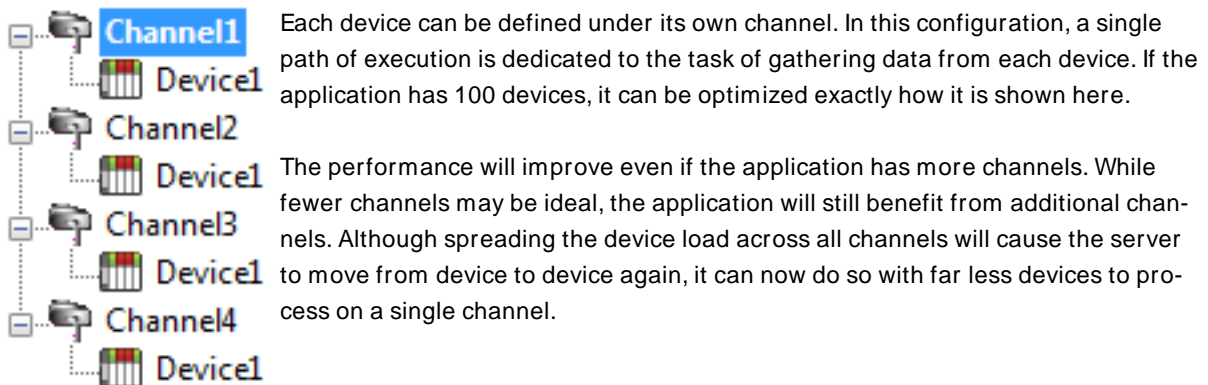 Channel1
Device1
Channel2
Device1
Channel3
Device1
Channel4
Device1
Each device can be defined under its own channel. In this configuration, a single
path of execution is dedicated to the task of gathering data from each device. If the
application has 100 devices, it can be optimized exactly how it is shown here.
The performance will improve even if the application has more channels. While
fewer channels may be ideal, the application will still benefit from additional chan-
nels. Although spreading the device load across all channels will cause the server
to move from device to device again, it can now do so with far less devices to pro-
cess on a single channel.